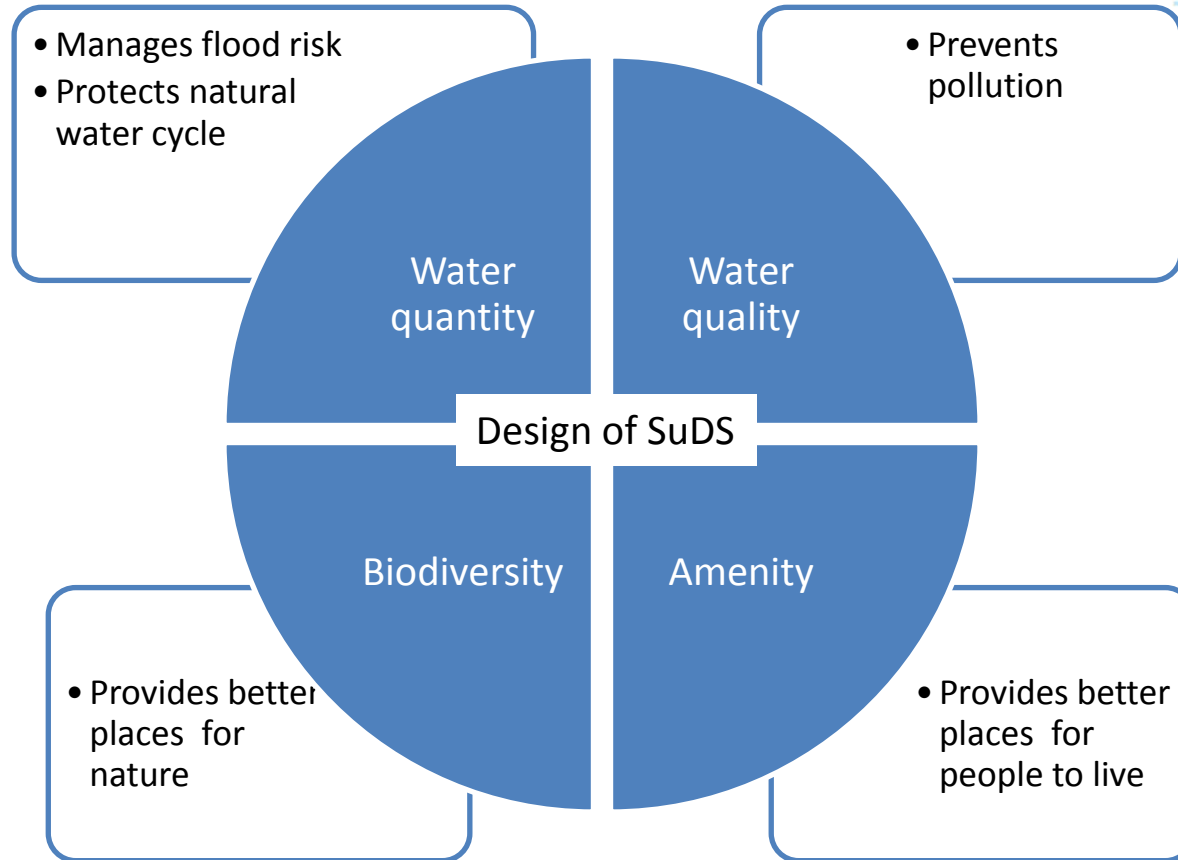 • Manages flood risk
• Protects natural
water cycle
• Prevents
pollution
Water
quantity
Water
quality
Design of SuDS
Biodiversity
Amenity
• Provides better
places for
nature
• Provides better
places for
people to live